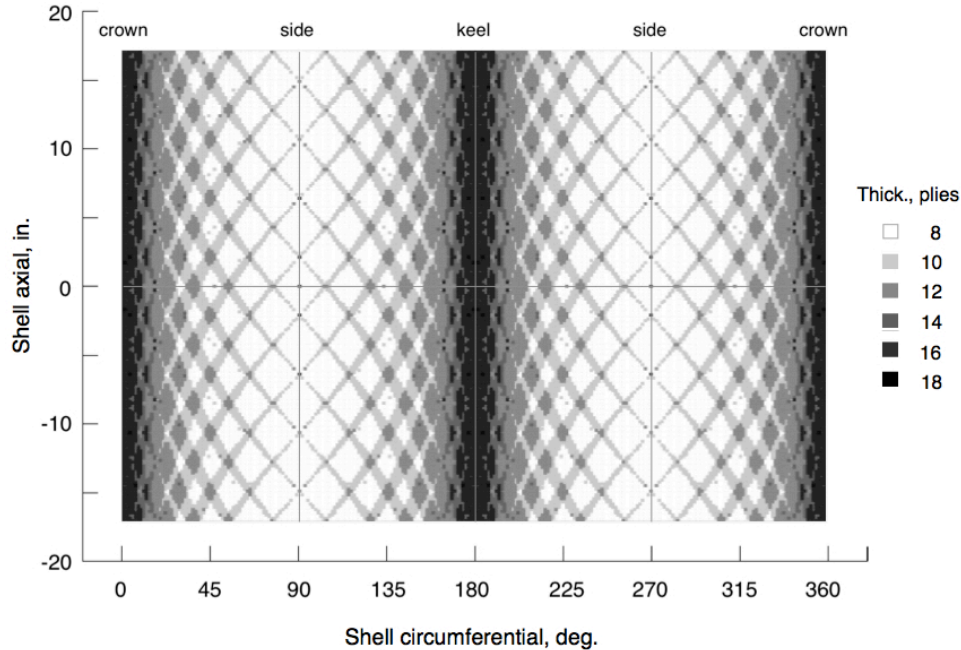 20
crown side keel side crown
10
Shell axial, in.
0
-10
-20
0 45 90 135 180 225 270 315 360
Shell circumferential, deg.
Thick., plies
8
10
12
14
16
18